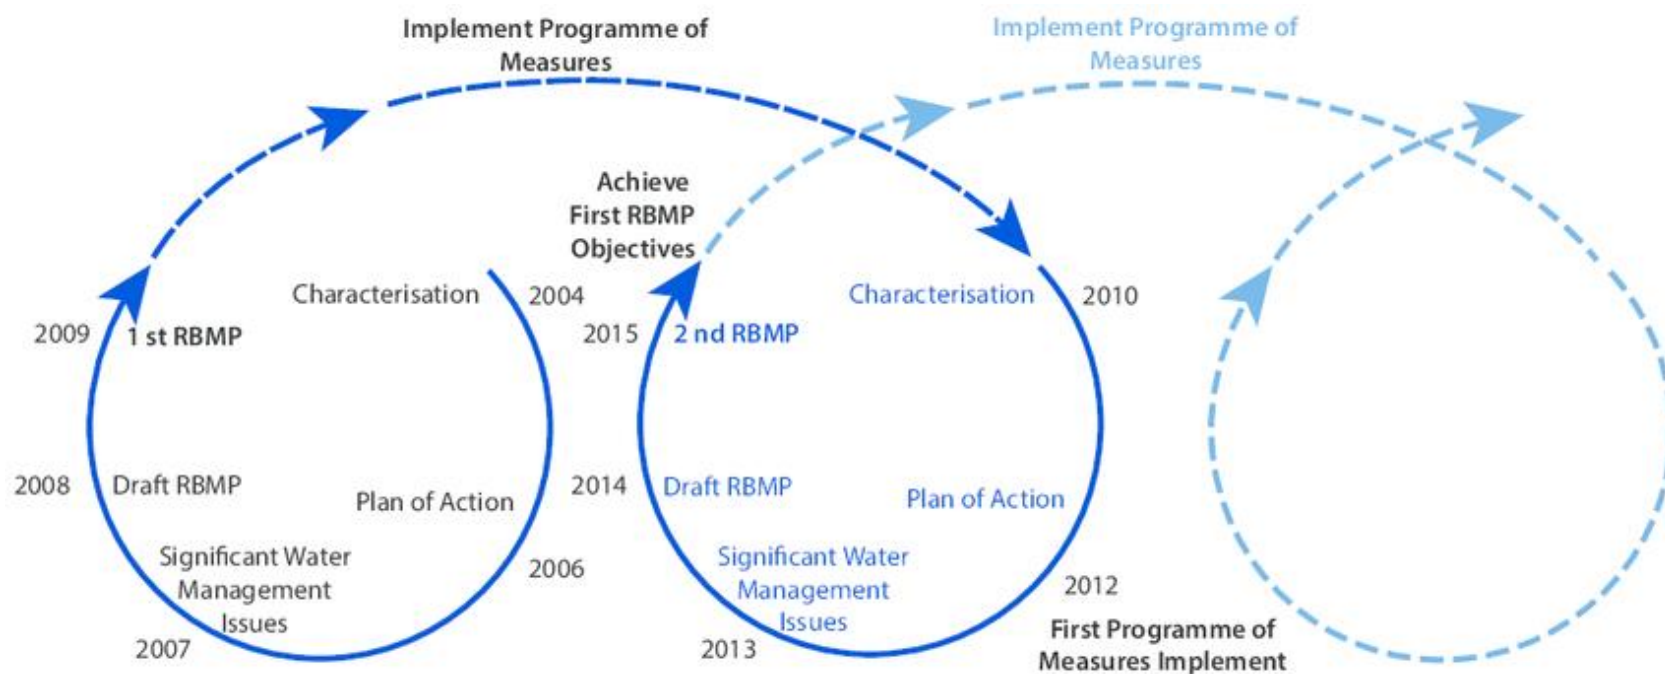 Implement Programme of
Measures
Implement Programme of
Measures
Achieve
First RBMP
Objectives
Characterisation
2004
2009
1 st RBMP
2008
Draft RBMP
Plan of Action
Significant Water
Management
Issues
2006
2007
Characterisation
2010
2015
2 nd RBMP
2014
Draft RBMP
Plan of Action
Significant Water
Management
Issues
2012
2013
First Programme of
Measures Implement